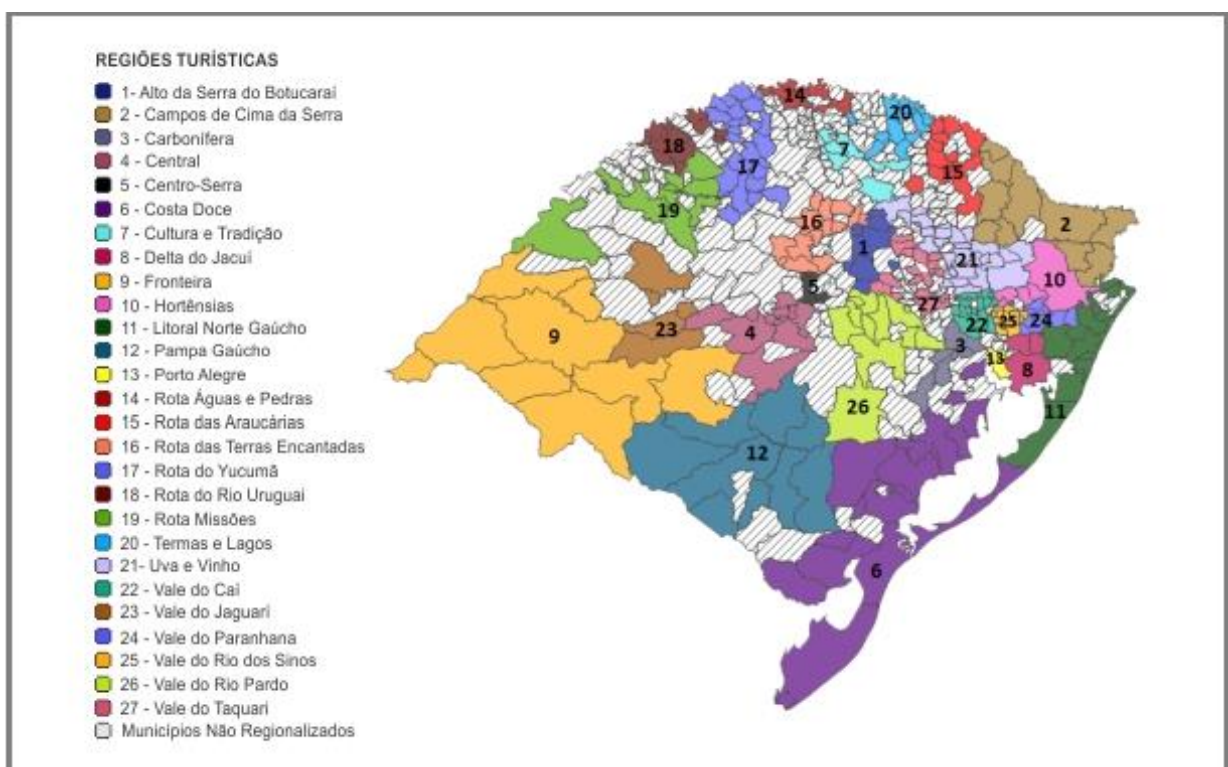 REGIÕES TURÍSTICAS
1- Alto da Serra do Botucaraí
2 - Campos de Cima da Serra
3 - Carbonífera
4 - Central
5 - Centro-Serra
6 - Costa Doce
7 - Cultura e Tradição
8 - Delta do Jacuí
9 - Fronteira
10 - Hortênsias
11 - Litoral Norte Gaúcho
12 - Pampa Gaúcho
13 - Porto Alegre
14 - Rota Águas e Pedras
15 - Rota das Araucárias
16 - Rota das Terras Encantadas
17 - Rota do Yucumã
18 - Rota do Rio Uruguai
19 - Rota Missões
20 - Termas e Lagos
21- Uva e Vinho
22 - Vale do Caí
23 - Vale do Jaguari
24 - Vale do Paranhana
25 - Vale do Rio dos Sinos
26 - Vale do Rio Pardo
27 - Vale do Taquari
Municípios Não Regionalizados
14
20
18
7
17
15
19
16
2
1
21
10
5
27
22
25
24
23
9
4
3
13
8
26
11
12
6